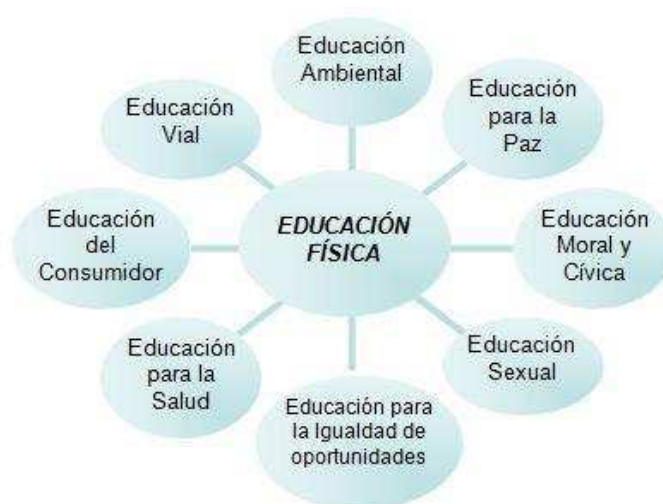 Educación
Ambiental
Educación
para la
Paz
Educación
Moral y
Cívica
Educación
Sexual
Educación para
la Igualdad de
oportunidades
Educación
para la
Salud
Educación
del
Consumidor
Educación
Vial
EDUCACIÓN
FÍSICA